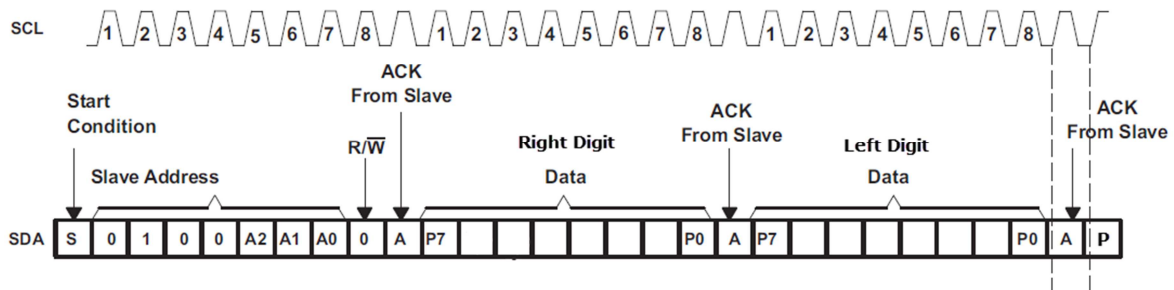 SCL 1 2 3 4 5 6 7 8 1 2 3 4 5 6 7 8 1 2 3 4 5 6 7 8
ACK
From Slave
Start
Condition
ACK
From Slave
ACK
From Slave
R/W̅
Right Digit
Left Digit
Slave Address
Data
Data
SDA S 0 1 0 0 A2 A1 A0 0 A P7 P0 A P7 P0 A P